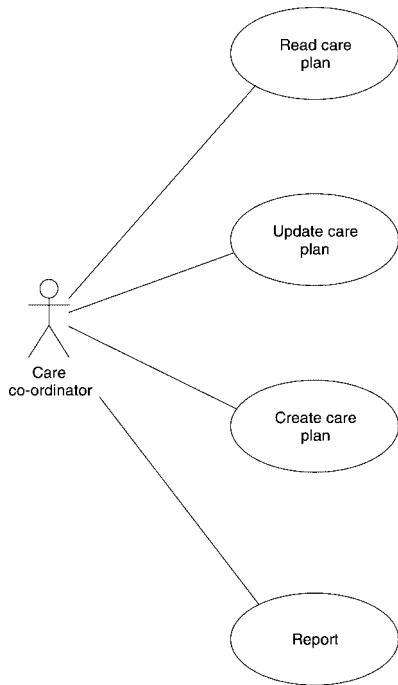 Read care
plan
Update care
plan
Care
co-ordinator
Create care
plan
Report